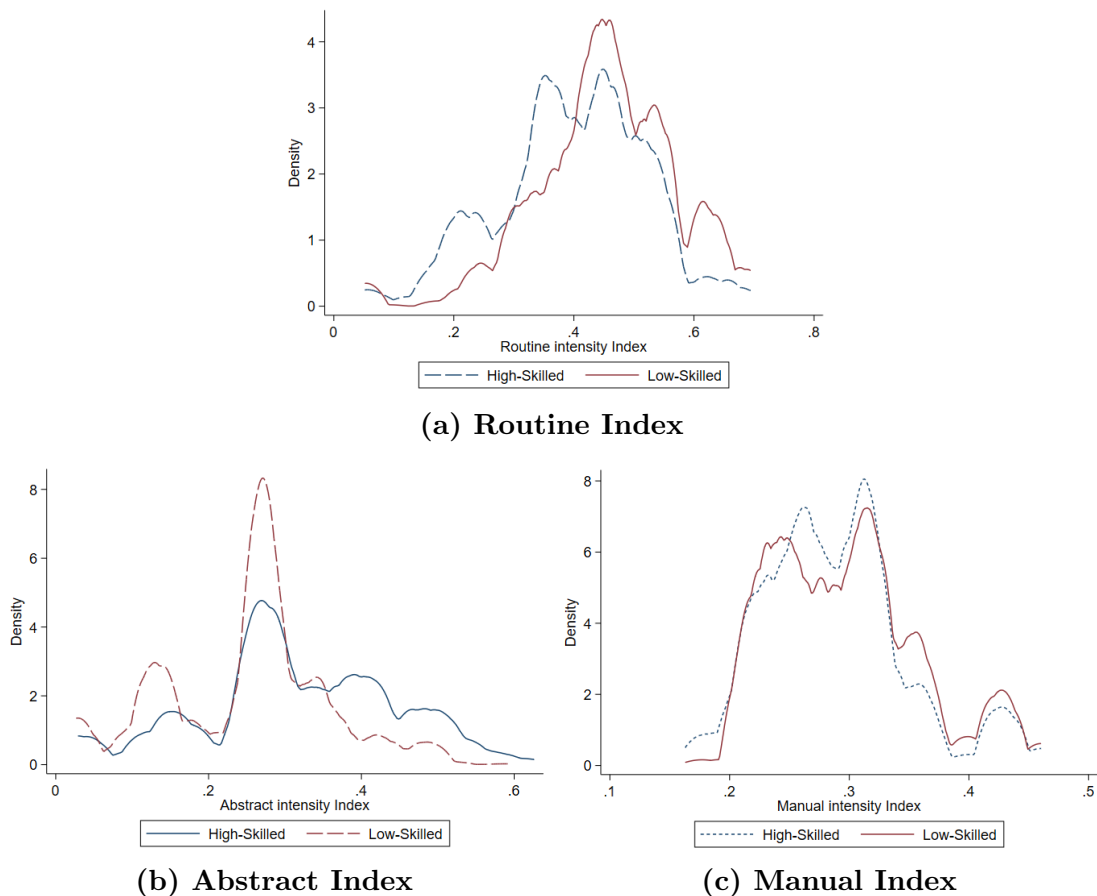 Density
4
3
2
1
0
0 .2 .4 .6 .8
Routine intensity Index
High-Skilled Low-Skilled
(a) Routine Index
Density
8
6
4
2
0
0 .2 .4 .6
Abstract intensity Index
High-Skilled Low-Skilled
(b) Abstract Index
Density
8
6
4
2
0
.1 .2 .3 .4 .5
Manual intensity Index
High-Skilled Low-Skilled
(c) Manual Index